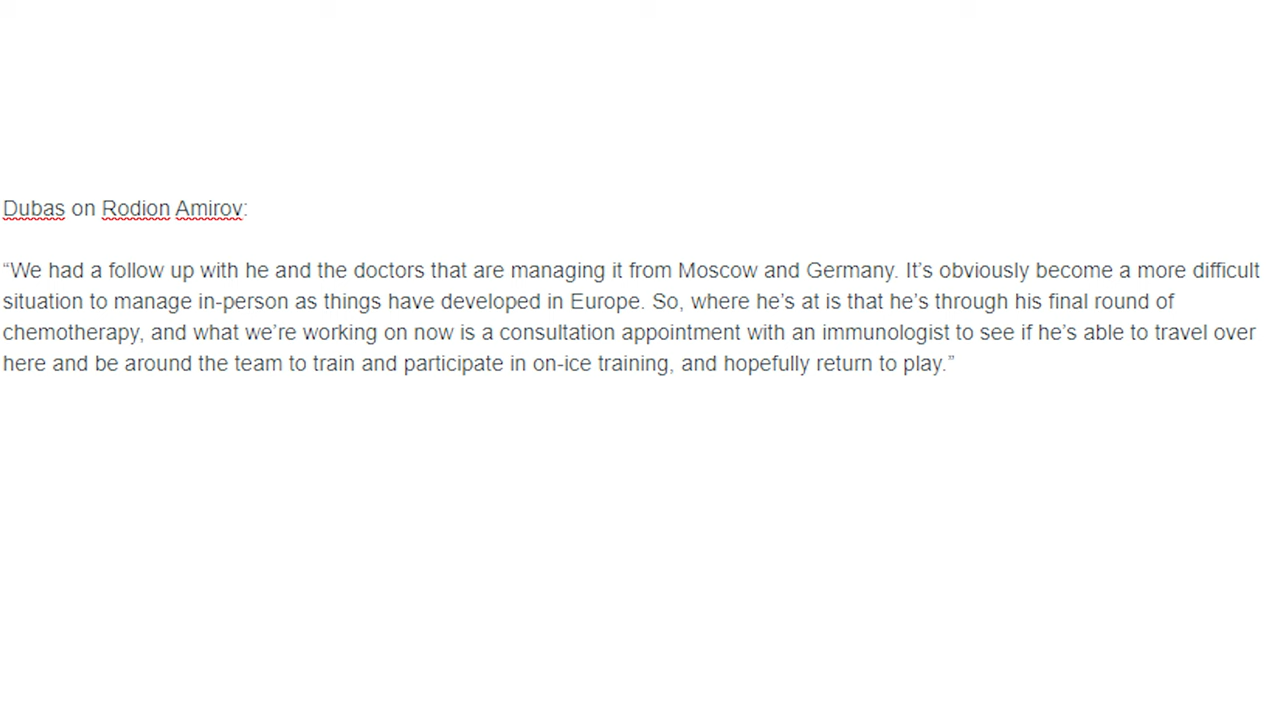 Dubas on Rodion Amirov:
“We had a follow up with he and the doctors that are managing it from Moscow and Germany. It’s obviously become a more difficult
situation to manage in-person as things have developed in Europe. So, where he’s at is that he’s through his final round of
chemotherapy, and what we’re working on now is a consultation appointment with an immunologist to see if he’s able to travel over
here and be around the team to train and participate in on-ice training, and hopefully return to play.”